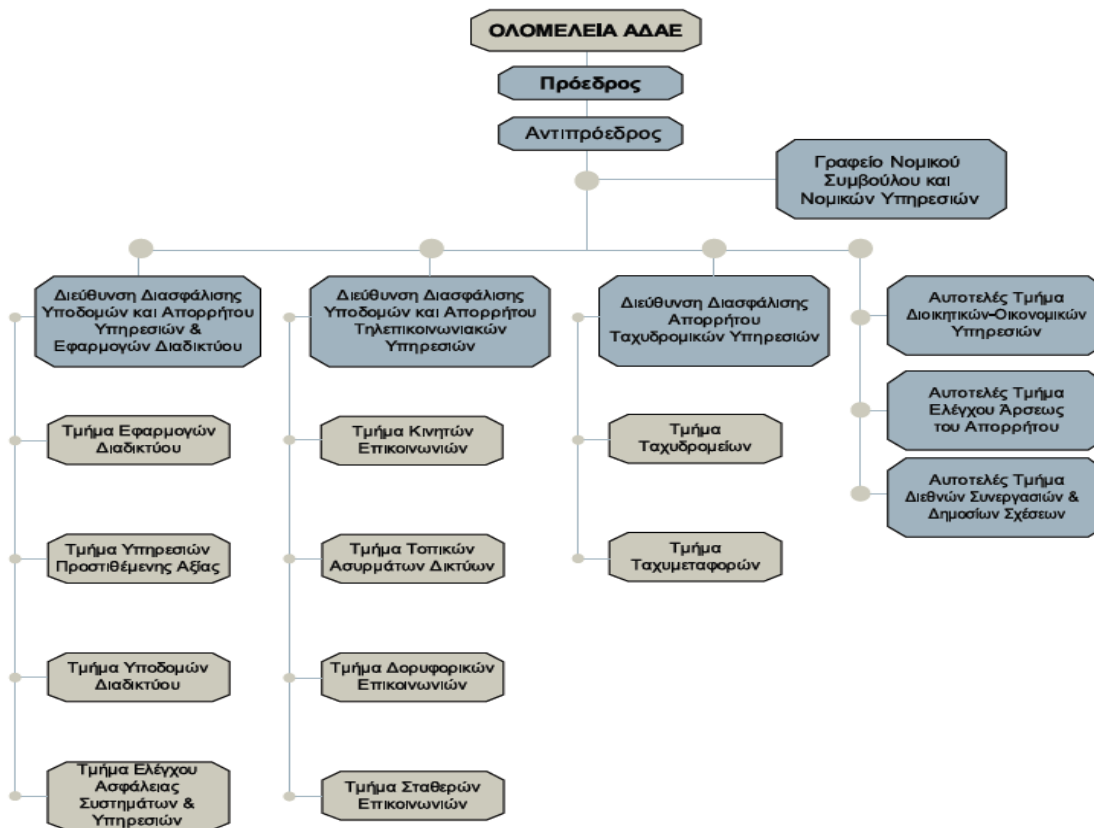 ΟΛΟΜΕΛΕΙΑ ΑΔΑΕ
Πρόεδρος
Αντιπρόεδρος
Γραφείο Νομικού
Συμβούλου και
Νομικών Υπηρεσιών
Διεύθυνση Διασφάλισης
Υποδομών και Απορρήτου
Υπηρεσιών &
Εφαρμογών Διαδικτύου
Τμήμα Εφαρμογών
Διαδικτύου
Τμήμα Υπηρεσιών
Προστιθέμενης Αξίας
Τμήμα Υποδομών
Διαδικτύου
Τμήμα Ελέγχου
Ασφάλειας
Συστημάτων &
Υπηρεσιών
Διεύθυνση Διασφάλισης
Υποδομών και Απορρήτου
Τηλεπικοινωνιακών
Υπηρεσιών
Τμήμα Κινητών
Επικοινωνιών
Τμήμα Τοπικών
Ασυρμάτων Δικτύων
Τμήμα Δορυφορικών
Επικοινωνιών
Τμήμα Σταθερών
Επικοινωνιών
Διεύθυνση Διασφάλισης
Απορρήτου
Ταχυδρομικών Υπηρεσιών
Τμήμα
Ταχυδρομείων
Τμήμα
Ταχυμεταφορών
Αυτοτελές Τμήμα
Διοικητικών-Οικονομικών
Υπηρεσιών
Αυτοτελές Τμήμα
Ελέγχου Άρσεως
του Απορρήτου
Αυτοτελές Τμήμα
Διεθνών Συνεργασιών &
Δημοσίων Σχέσεων